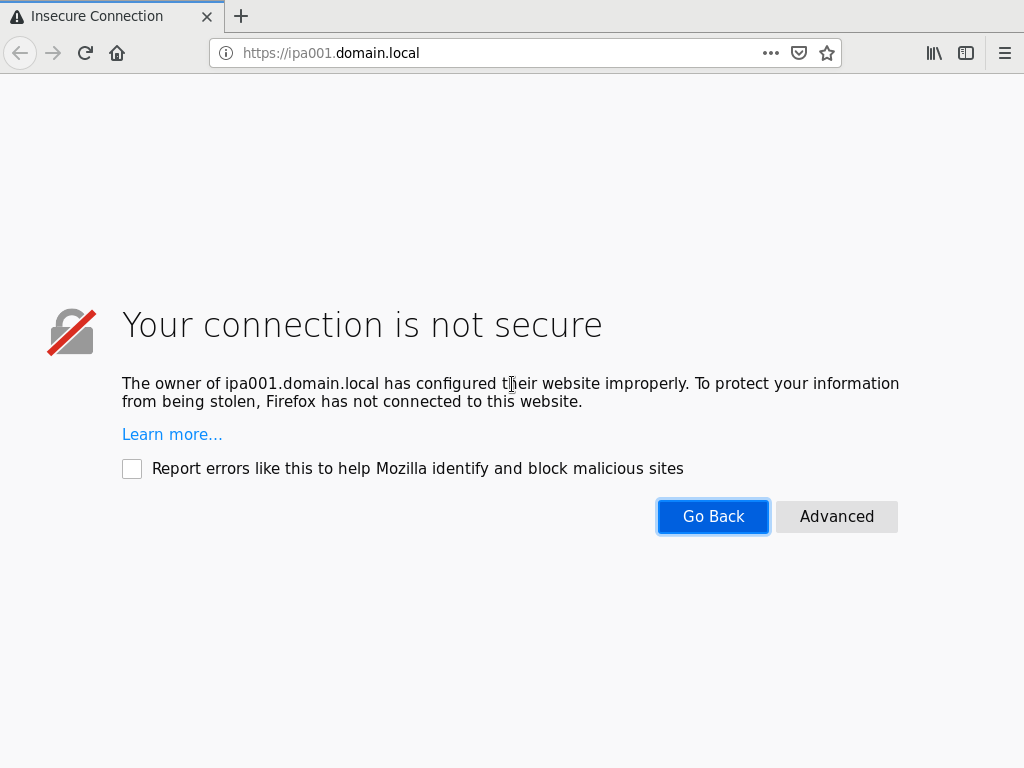 Insecure Connection
https://ipa001.domain.local
Your connection is not secure
The owner of ipa001.domain.local has configured their website improperly. To protect your information
from being stolen, Firefox has not connected to this website.
Learn more...
Report errors like this to help Mozilla identify and block malicious sites
Go Back Advanced